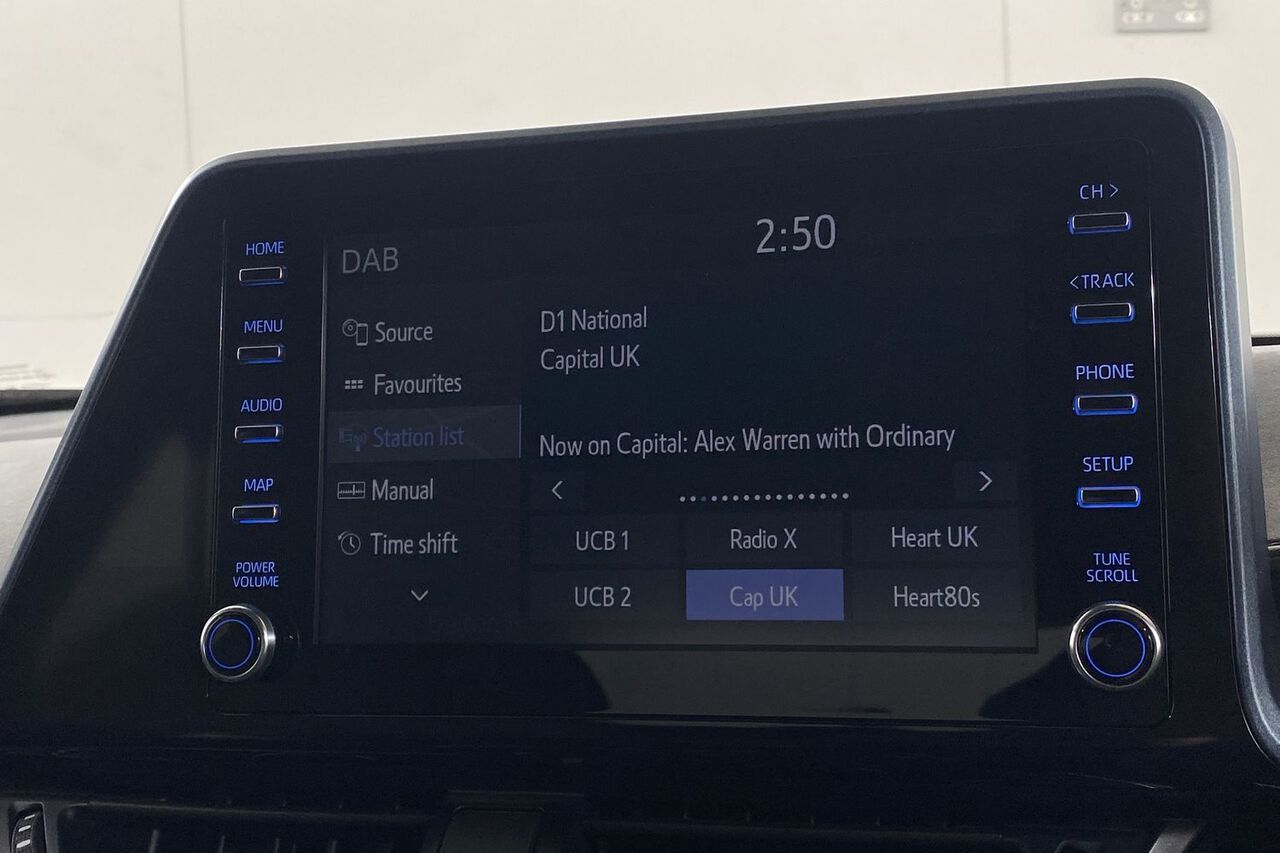 HOME
MENU
AUDIO
MAP
POWER
VOLUME
DAB
2:50
Source
Favourites
Station list
Manual
Time shift
D1 National
Capital UK
Now on Capital: Alex Warren with Ordinary
UCB 1 Radio X Heart UK
UCB 2 Cap UK Heart80s
CH >
<TRACK
PHONE
SETUP
TUNE
SCROLL